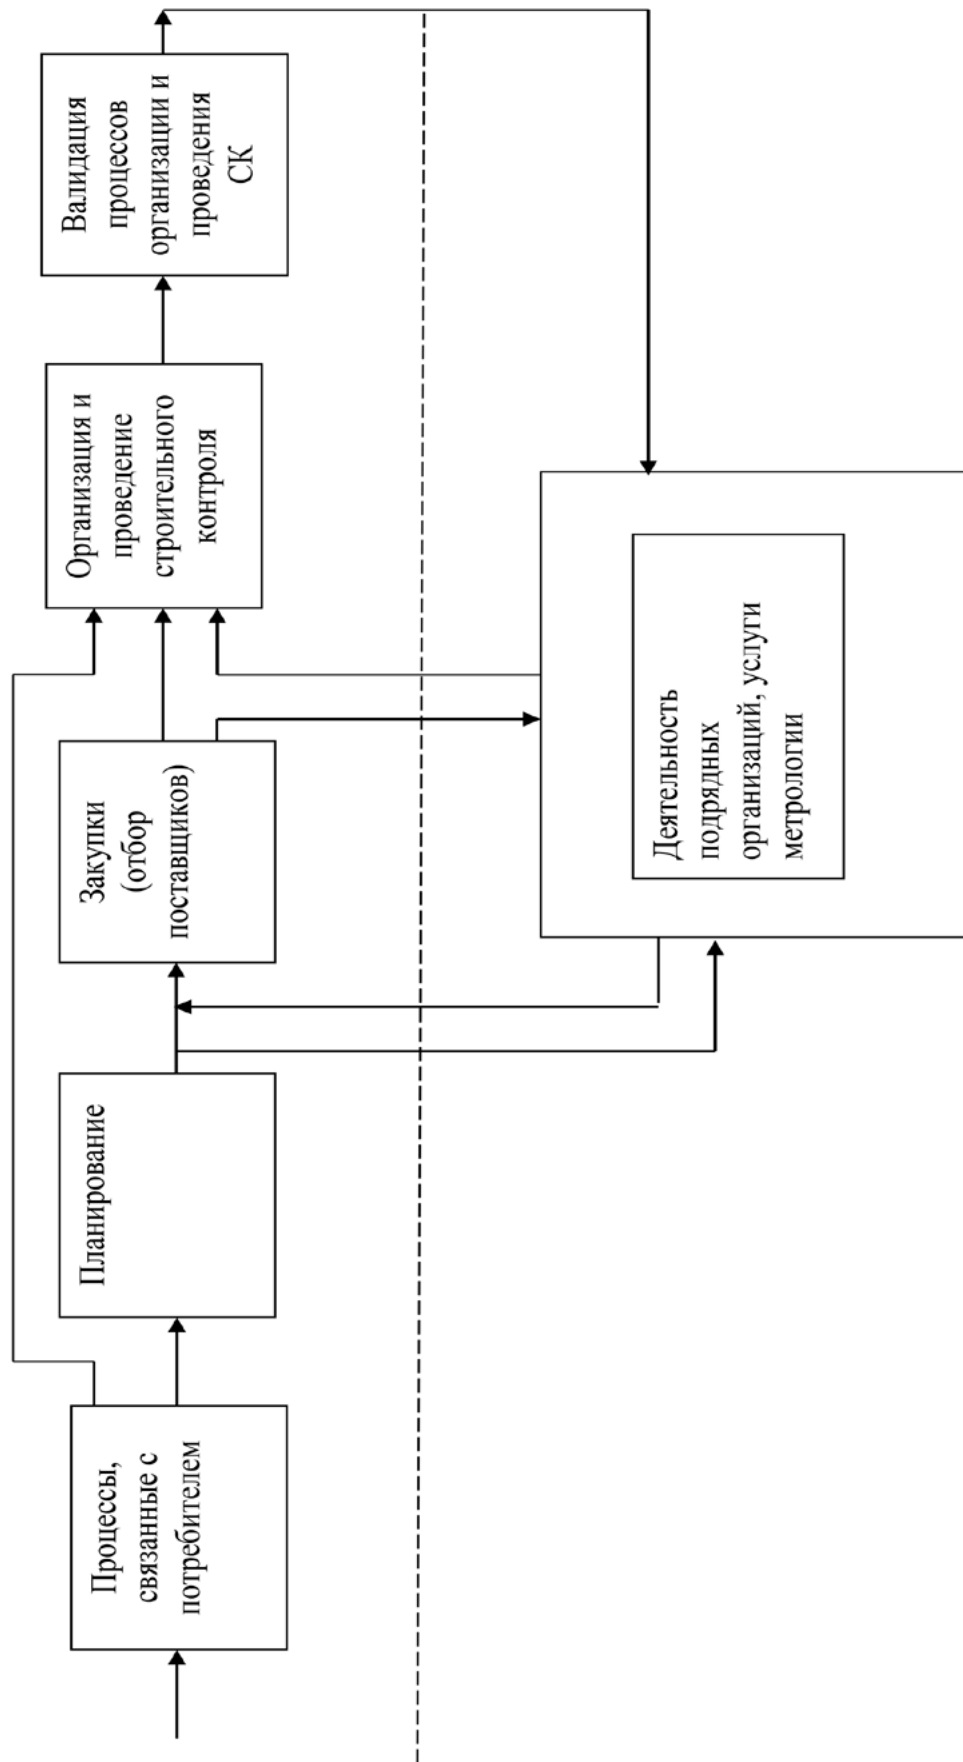 Процессы,
связанные с
потребителем
Планирование
Закупки
(отбор
поставщиков)
Организация и
проведение
строительного
контроля
Валидация
процессов
организации и
проведения
СК
Деятельность
подрядных
организаций, услуги
метрологии